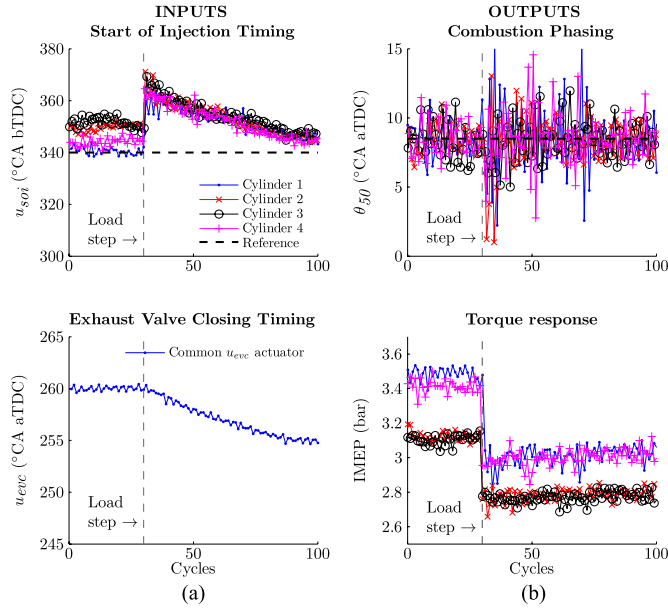 INPUTS
Start of Injection Timing
380
360
340
320
300
0
50
100
u_soi (°CA bTDC)
Load
step →
Cylinder 1
Cylinder 2
Cylinder 3
Cylinder 4
Reference
OUTPUTS
Combustion Phasing
15
10
5
0
0
50
100
θ_50 (°CA aTDC)
Load
step →
Exhaust Valve Closing Timing
265
260
255
250
245
0
50
100
u_evc (°CA aTDC)
Common u_evc actuator
Load
step →
Cycles
(a)
Torque response
3.6
3.4
3.2
3
2.8
2.6
0
50
100
IMEP (bar)
Load
step →
Cycles
(b)